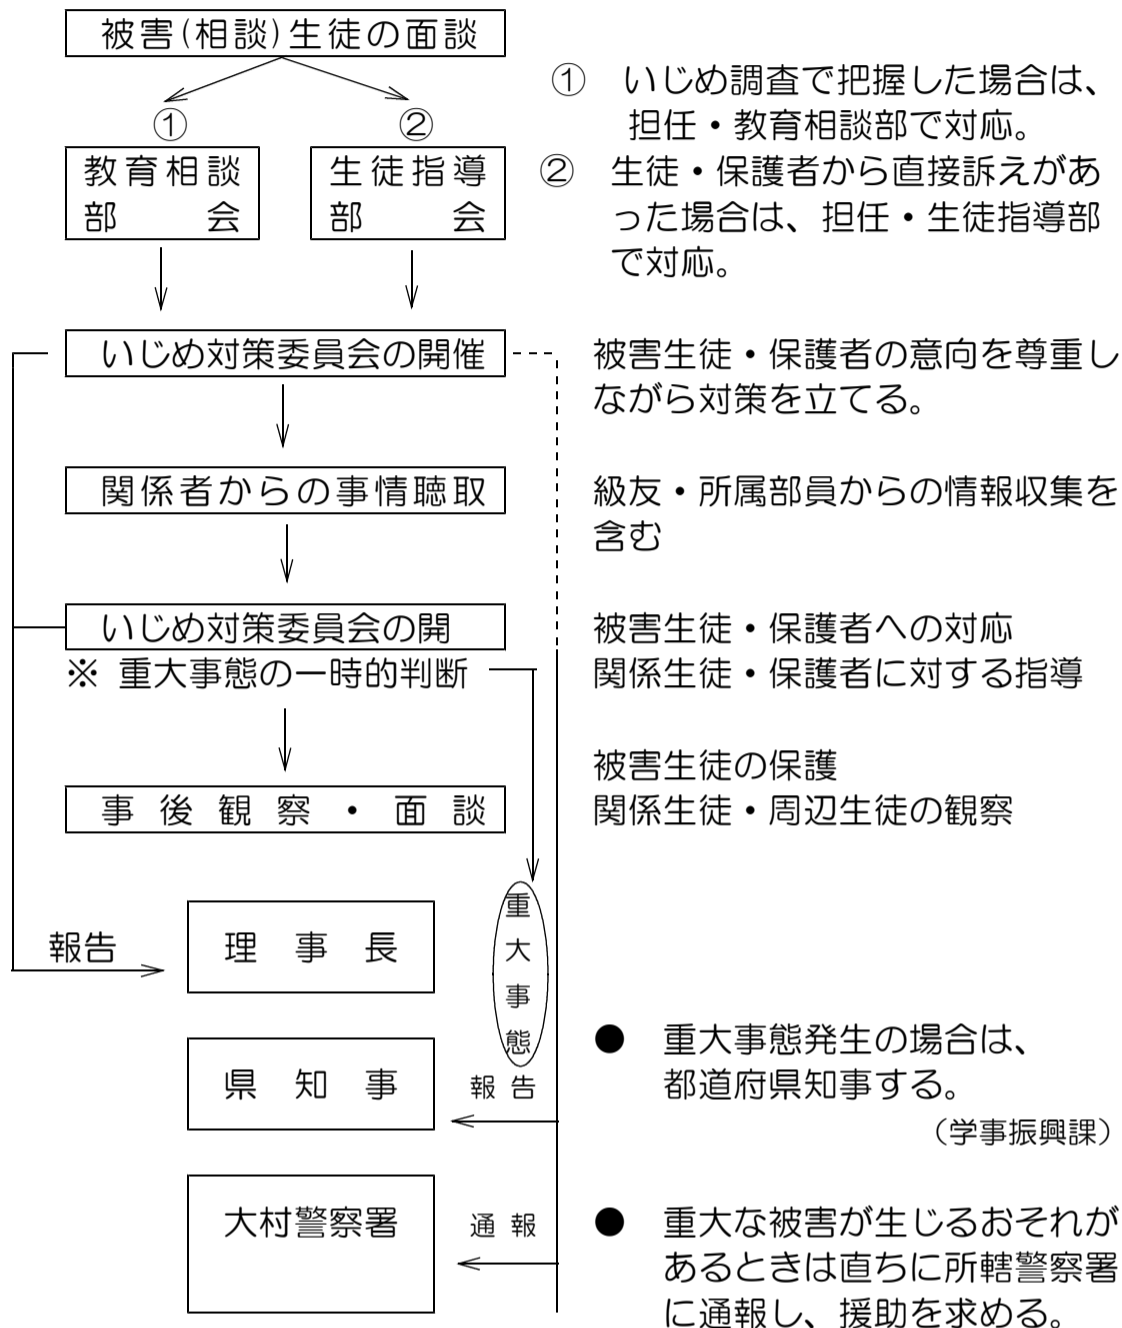 被害(相談)生徒の面談
① いじめ調査で把握した場合は、
担任・教育相談部で対応。
① ②
教育相談
部 会
生徒指導
部 会
② 生徒・保護者から直接訴えがあ
った場合は、担任・生徒指導部
で対応。
いじめ対策委員会の開催
被害生徒・保護者の意向を尊重し
ながら対策を立てる。
関係者からの事情聴取
級友・所属部員からの情報収集を
含む
いじめ対策委員会の開
※ 重大事態の一時的判断
被害生徒・保護者への対応
関係生徒・保護者に対する指導
事後観察・面談
被害生徒の保護
関係生徒・周辺生徒の観察
報告
理 事 長
重大事態
県 知 事
報 告
● 重大事態発生の場合は、
都道府県知事する。
（学事振興課）
大村警察署
通 報
● 重大な被害が生じるおそれが
あるときは直ちに所轄警察署
に通報し、援助を求める。